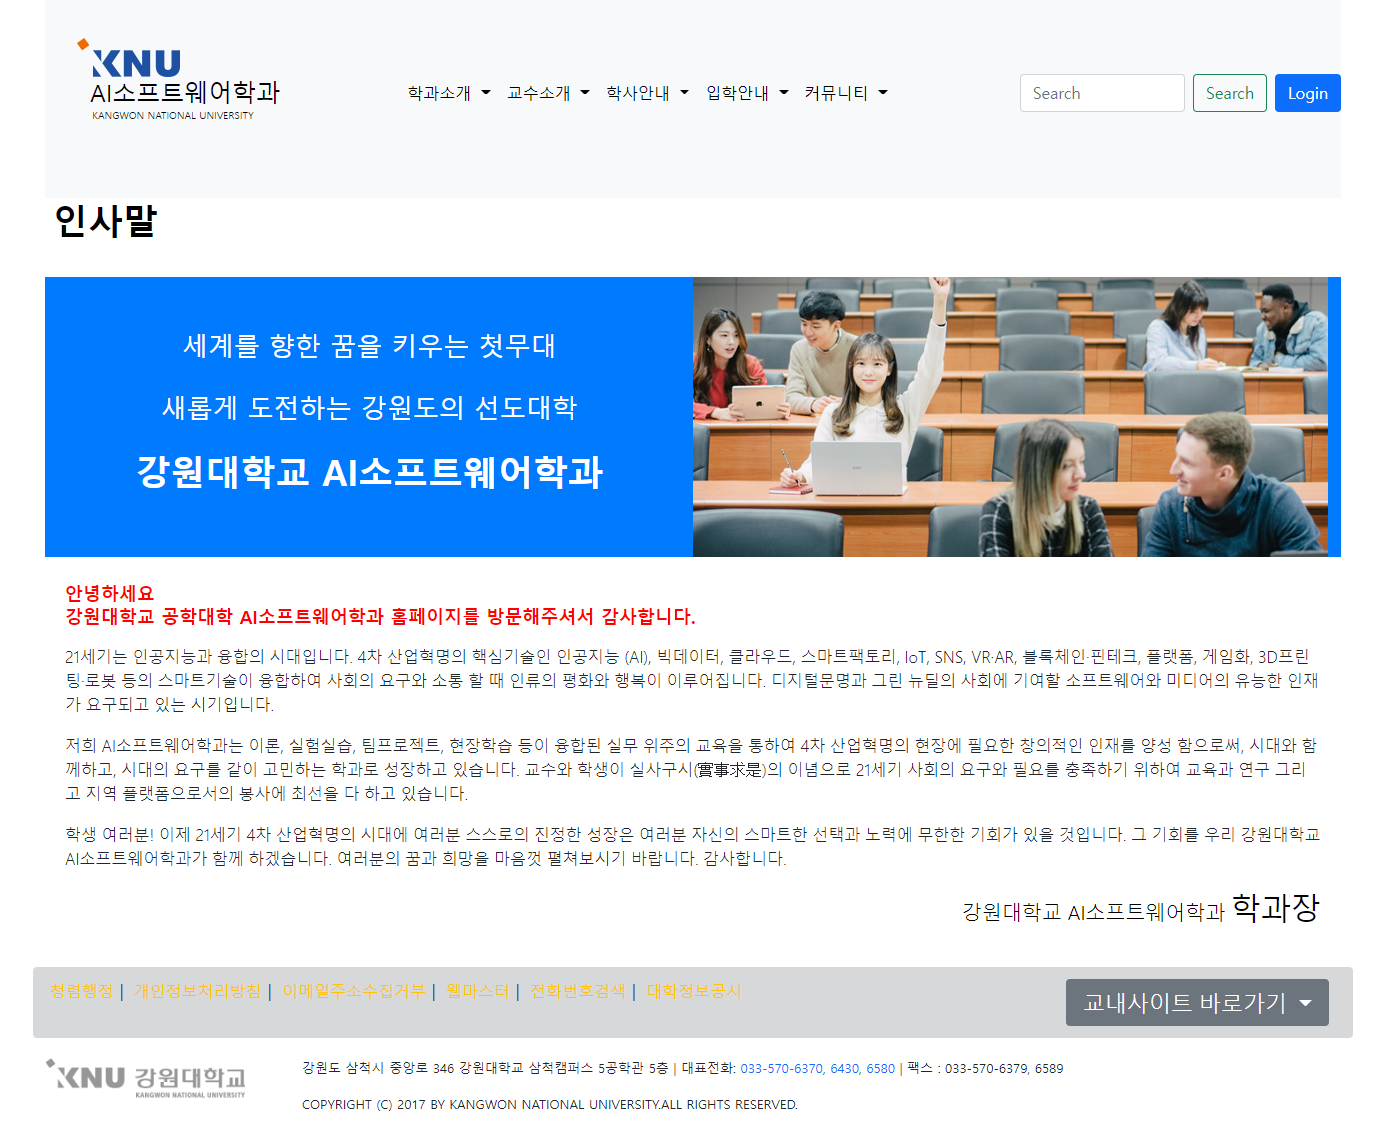 KNU
AI소프트웨어학과
KANGWON NATIONAL UNIVERSITY
학과소개 교수소개 학사안내 입학안내 커뮤니티
Search Search Login
인사말
세계를 향한 꿈을 키우는 첫무대
새롭게 도전하는 강원도의 선도대학
강원대학교 AI소프트웨어학과
안녕하세요
강원대학교 공학대학 AI소프트웨어학과 홈페이지를 방문해주셔서 감사합니다.
21세기는 인공지능과 융합의 시대입니다. 4차 산업혁명의 핵심기술인 인공지능 (AI), 빅데이터, 클라우드, 스마트팩토리, IoT, SNS, VR·AR, 블록체인·핀테크, 플랫폼, 게임화, 3D프린
팅·로봇 등의 스마트기술이 융합하여 사회의 요구와 소통 할 때 인류의 평화와 행복이 이루어집니다. 디지털문명과 그린 뉴딜의 사회에 기여할 소프트웨어와 미디어의 유능한 인재
가 요구되고 있는 시기입니다.
저희 AI소프트웨어학과는 이론, 실험실습, 팀프로젝트, 현장학습 등이 융합된 실무 위주의 교육을 통하여 4차 산업혁명의 현장에 필요한 창의적인 인재를 양성 함으로써, 시대와 함
께하고, 시대의 요구를 같이 고민하는 학과로 성장하고 있습니다. 교수와 학생이 실사구시(實事求是)의 이념으로 21세기 사회의 요구와 필요를 충족하기 위하여 교육과 연구 그리
고 지역 플랫폼으로서의 봉사에 최선을 다 하고 있습니다.
학생 여러분! 이제 21세기 4차 산업혁명의 시대에 여러분 스스로의 진정한 성장은 여러분 자신의 스마트한 선택과 노력에 무한한 기회가 있을 것입니다. 그 기회를 우리 강원대학교
AI소프트웨어학과가 함께 하겠습니다. 여러분의 꿈과 희망을 마음껏 펼쳐보시기 바랍니다. 감사합니다.
강원대학교 AI소프트웨어학과 학과장
청렴행정 | 개인정보처리방침 | 이메일주소수집거부 | 웹마스터 | 전화번호검색 | 대학정보공시
교내사이트 바로가기
KNU 강원대학교
KANGWON NATIONAL UNIVERSITY
강원도 삼척시 중앙로 346 강원대학교 삼척캠퍼스 5공학관 5층 | 대표전화: 033-570-6370, 6430, 6580 | 팩스 : 033-570-6379, 6589
COPYRIGHT (C) 2017 BY KANGWON NATIONAL UNIVERSITY.ALL RIGHTS RESERVED.